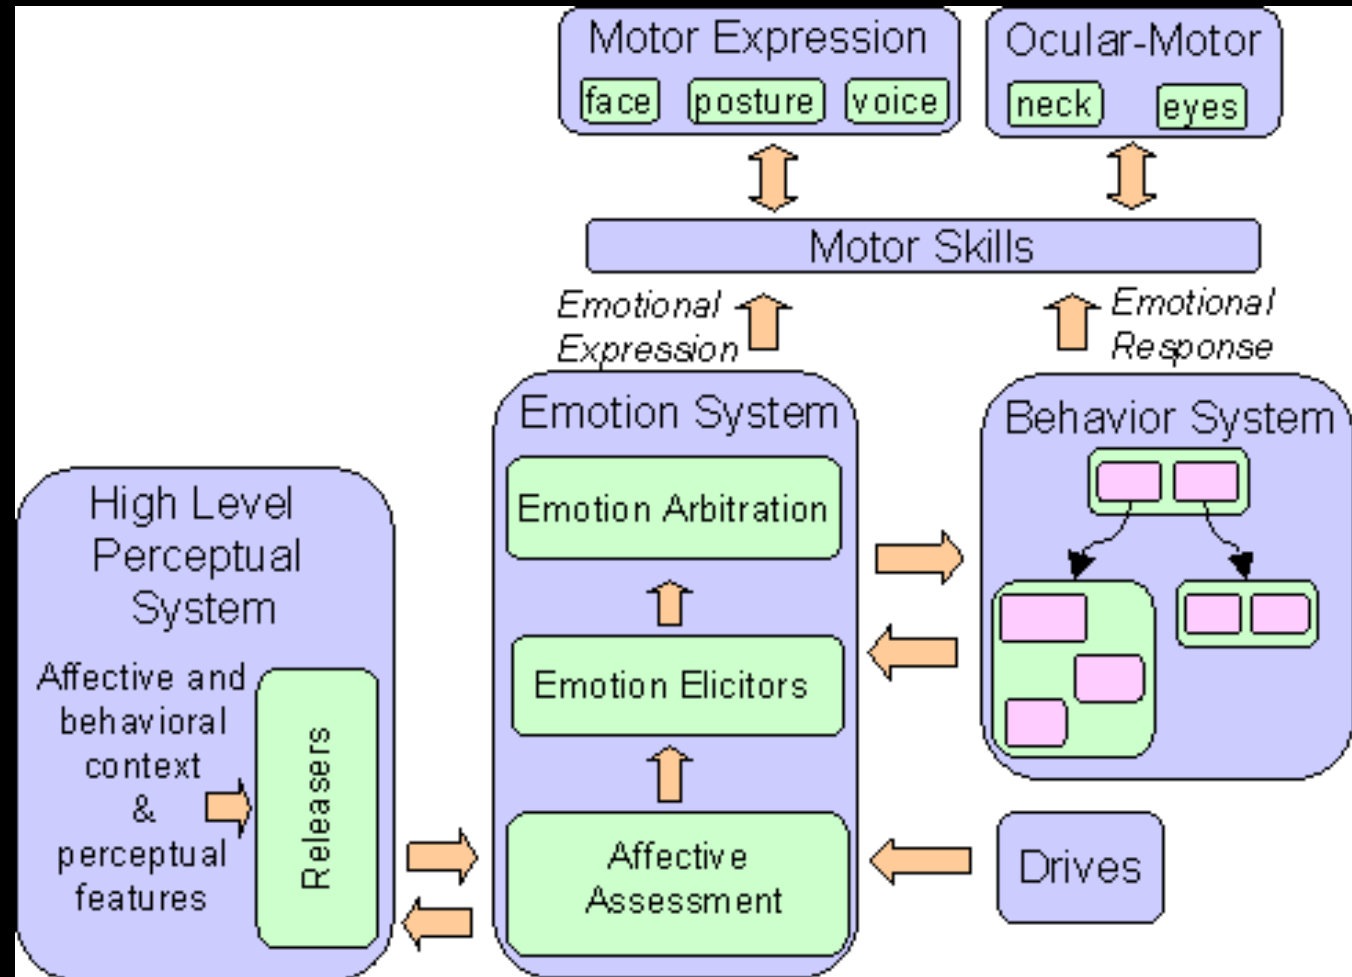 Motor Expression
face posture voice
Ocular-Motor
neck eyes
Motor Skills
Emotional
Expression
Emotional
Response
Emotion System
Emotion Arbitration
Emotion Elicitors
Affective
Assessment
Behavior System
High Level
Perceptual
System
Affective and
behavioral
context
&
perceptual
features
Releasers
Drives